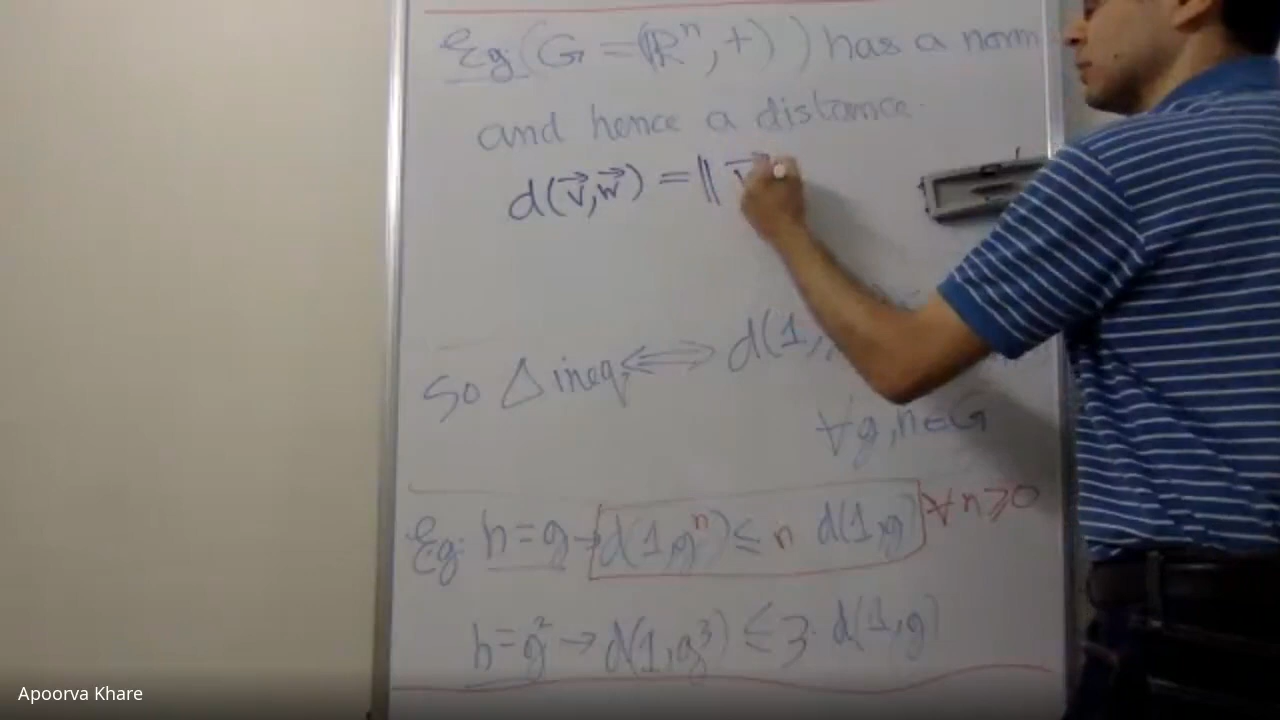 Eg: (G = (ℝⁿ, +)) has a norm
and hence a distance.
d(v⃗,w⃗) = ‖ v⃗
So △ ineq. ⟺ d(1,
∀g,h∈G
Eg: h=g → d(1,gⁿ) ≤ n d(1,g) ∀n≥0
h=g² → d(1,g³) ≤ 3 d(1,g)
Apoorva Khare